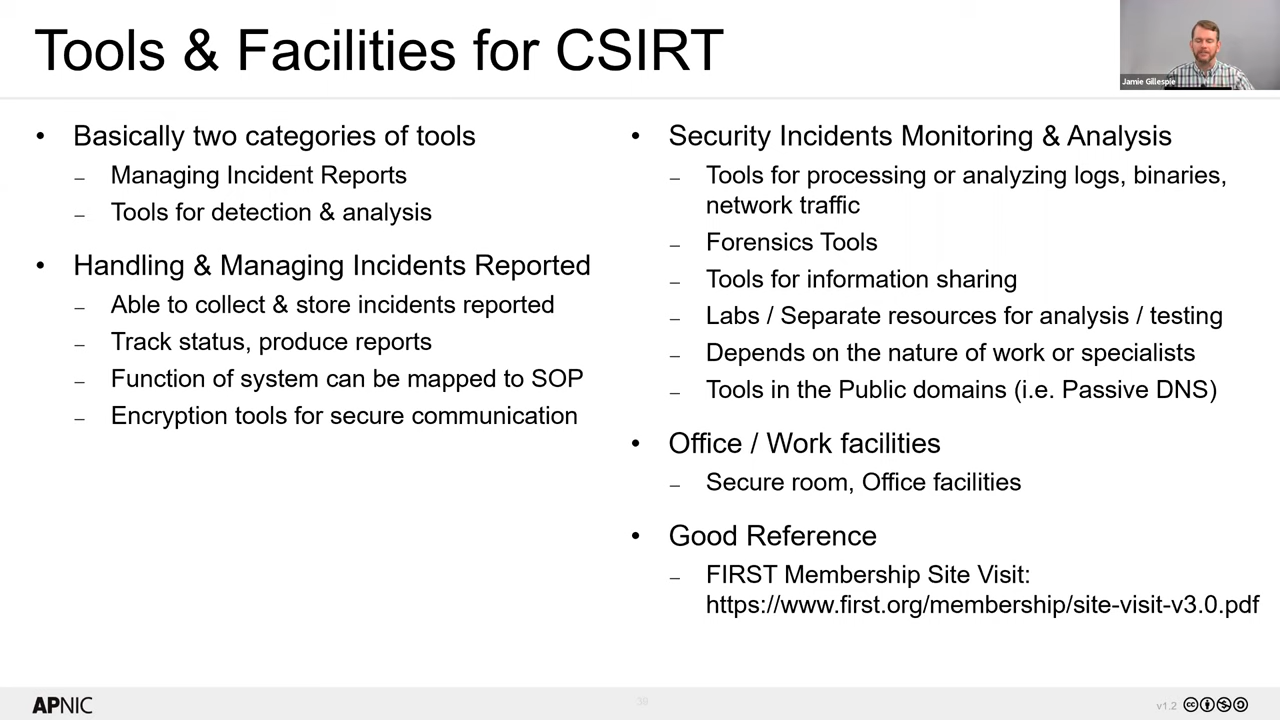 Tools & Facilities for CSIRT
Jamie Gillespie
• Basically two categories of tools
– Managing Incident Reports
– Tools for detection & analysis
• Handling & Managing Incidents Reported
– Able to collect & store incidents reported
– Track status, produce reports
– Function of system can be mapped to SOP
– Encryption tools for secure communication
• Security Incidents Monitoring & Analysis
– Tools for processing or analyzing logs, binaries,
network traffic
– Forensics Tools
– Tools for information sharing
– Labs / Separate resources for analysis / testing
– Depends on the nature of work or specialists
– Tools in the Public domains (i.e. Passive DNS)
• Office / Work facilities
– Secure room, Office facilities
• Good Reference
– FIRST Membership Site Visit:
https://www.first.org/membership/site-visit-v3.0.pdf
APNIC
39
v1.2